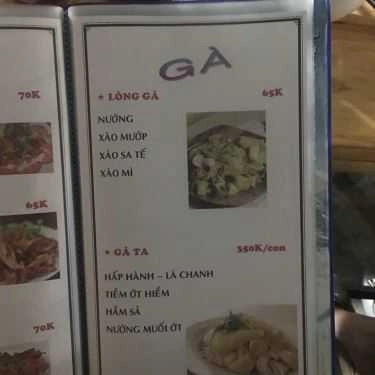 70K
65K
70K
GÀ
+ LÒNG GÀ 65K
NƯỚNG
XÀO MƯỚP
XÀO SA TẾ
XÀO MÌ
* GÀ TA 350K/con
HẤP HÀNH – LÁ CHANH
TIỀM ỚT HIỂM
HẦM SẢ
NƯỚNG MUỐI ỚT